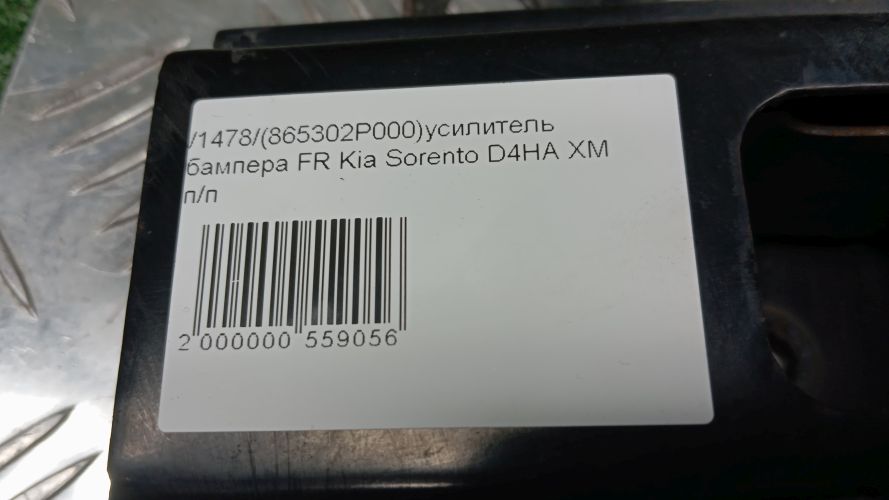 /1478/(865302P000)усилитель
бампера FR Kia Sorento D4HA XM
п/п
2 000000 559056